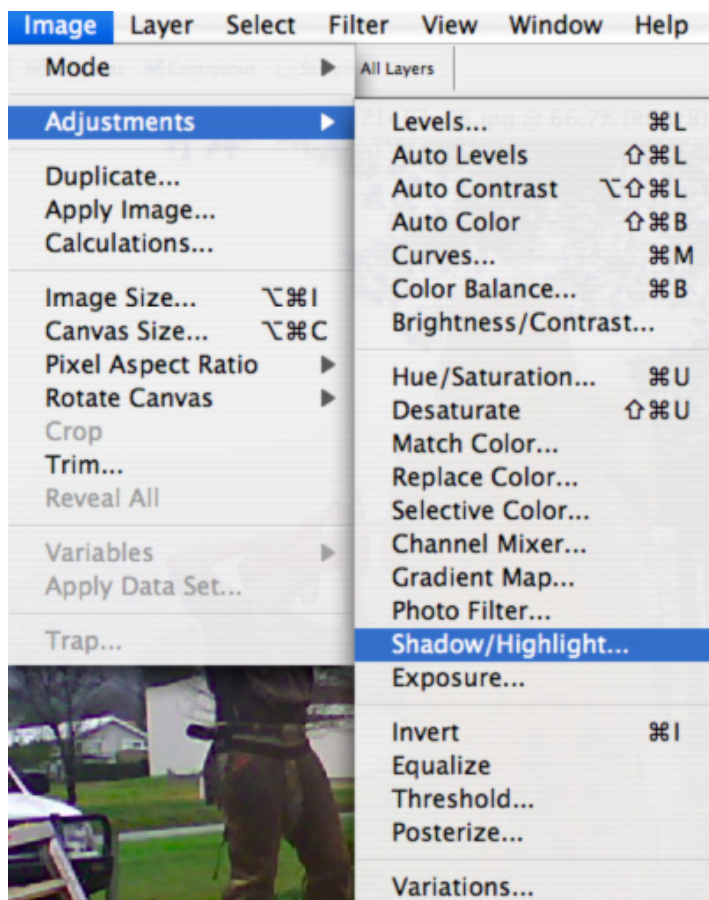 Image Layer Select Filter View Window Help
All Layers
Mode
Adjustments
Duplicate...
Apply Image...
Calculations...
Image Size... ⌥⌘I
Canvas Size... ⌥⌘C
Pixel Aspect Ratio
Rotate Canvas
Crop
Trim...
Reveal All
Variables
Apply Data Set...
Trap...
Levels... ⌘L
Auto Levels ⇧⌘L
Auto Contrast ⌥⇧⌘L
Auto Color ⇧⌘B
Curves... ⌘M
Color Balance... ⌘B
Brightness/Contrast...
Hue/Saturation... ⌘U
Desaturate ⇧⌘U
Match Color...
Replace Color...
Selective Color...
Channel Mixer...
Gradient Map...
Photo Filter...
Shadow/Highlight...
Exposure...
Invert ⌘I
Equalize
Threshold...
Posterize...
Variations...